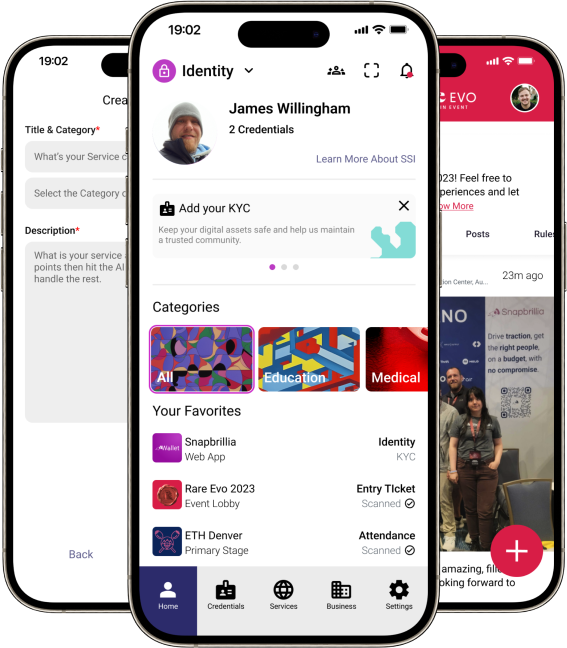 19:02
Crea
Title & Category*
What's your Service
Select the Category
Description*
What is your service
points then hit the AI
handle the rest.
Back
19:02
Identity
James Willingham
2 Credentials
Learn More About SSI
Add your KYC
Keep your digital assets safe and help us maintain
a trusted community.
Categories
All
Education
Medical
Your Favorites
Snapbrillia
Web App
Identity
KYC
Wallet
Rare Evo 2023
Event Lobby
Entry TIcket
Scanned
ETH Denver
Primary Stage
Attendance
Scanned
Home
Credentials
Services
Business
Settings
EVO
N EVENT
023! Feel free to
periences and let
ow More
Posts
Rules
tion Center, Au...
23m ago
NO
Snapbrillia
Drive traction, get
the right people,
on a budget, with
no compromise.
amazing, fill
oking forward to